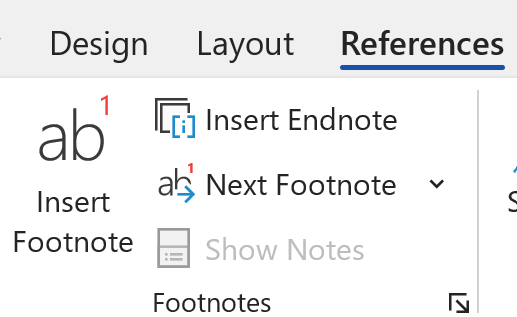 Design Layout References
ab1
Insert Footnote
Insert Endnote
ab1
Next Footnote
Show Notes
Footnotes